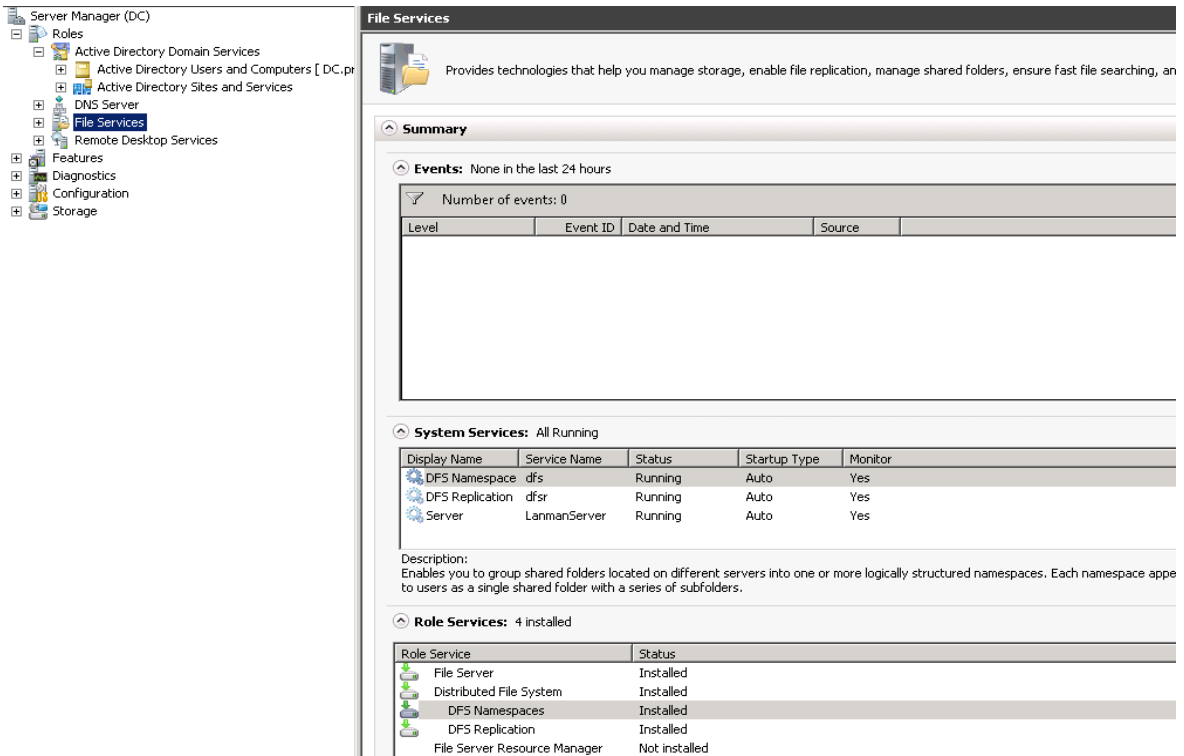 Server Manager (DC)
Roles
Active Directory Domain Services
Active Directory Users and Computers [ DC.pr
Active Directory Sites and Services
DNS Server
File Services
Remote Desktop Services
Features
Diagnostics
Configuration
Storage
File Services
Provides technologies that help you manage storage, enable file replication, manage shared folders, ensure fast file searching, an
Summary
Events: None in the last 24 hours
Number of events: 0
Level Event ID Date and Time Source
System Services: All Running
Display Name Service Name Status Startup Type Monitor
DFS Namespace dfs Running Auto Yes
DFS Replication dfsr Running Auto Yes
Server LanmanServer Running Auto Yes
Description:
Enables you to group shared folders located on different servers into one or more logically structured namespaces. Each namespace appe
to users as a single shared folder with a series of subfolders.
Role Services: 4 installed
Role Service Status
File Server Installed
Distributed File System Installed
DFS Namespaces Installed
DFS Replication Installed
File Server Resource Manager Not installed